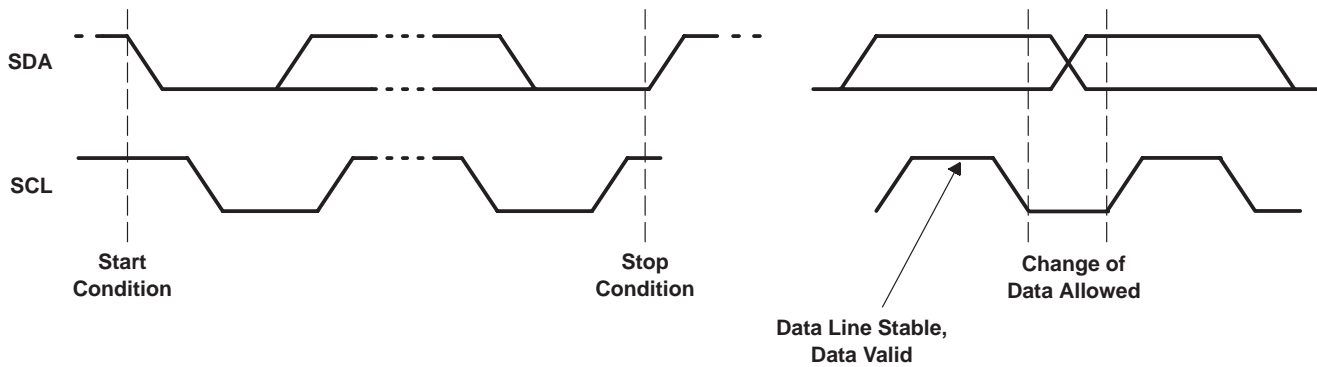 SDA
SCL
Start
Condition
Stop
Condition
Change of
Data Allowed
Data Line Stable,
Data Valid